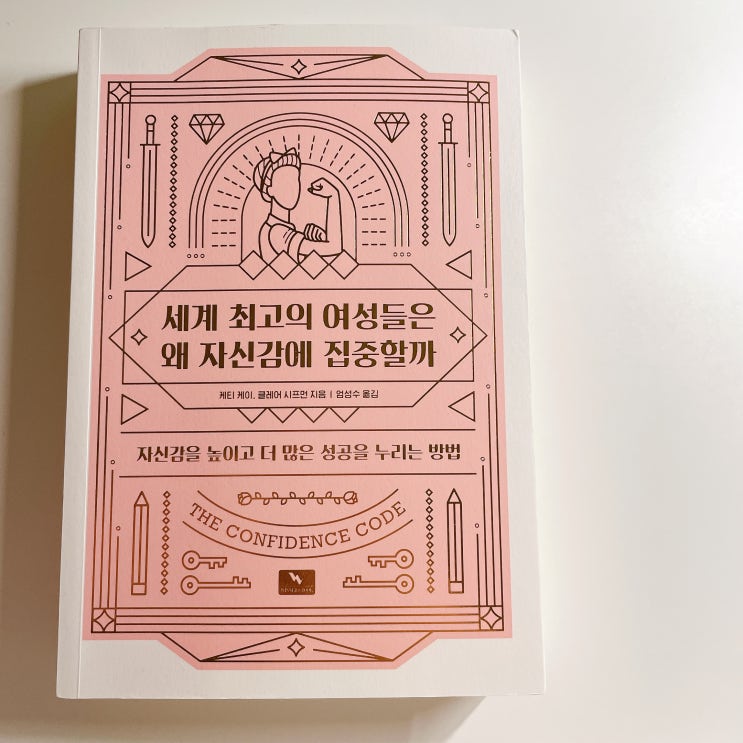 세계 최고의 여성들은
왜 자신감에 집중할까
케티 케이, 클레어 시프먼 지음 | 엄성수 옮김
자신감을 높이고 더 많은 성공을 누리는 방법
THE CONFIDENCE CODE